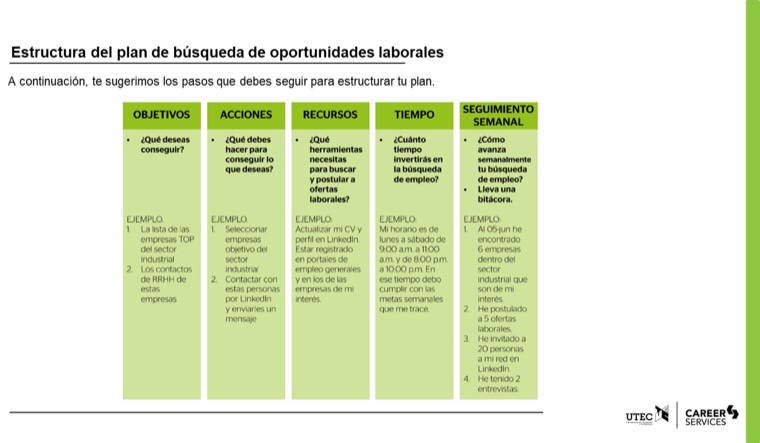 Estructura del plan de búsqueda de oportunidades laborales
A continuación, te sugerimos los pasos que debes seguir para estructurar tu plan.
OBJETIVOS
• ¿Qué deseas
conseguir?
EJEMPLO:
1. La lista de las
empresas TOP
del sector
industrial
2. Los contactos
de RRHH de
estas
empresas
ACCIONES
• ¿Qué debes
hacer para
conseguir lo
que deseas?
EJEMPLO:
1. Seleccionar
empresas
objetivo del
sector
industrial
2. Contactar con
estas personas
por LinkedIn
y enviarles un
mensaje
RECURSOS
• ¿Qué
herramientas
necesitas
para buscar
y postular a
ofertas
laborales?
EJEMPLO:
Actualizar mi CV y
perfil en LinkedIn.
Estar registrado
en portales de
empleo generales
y en los de las
empresas de mi
interés.
TIEMPO
• ¿Cuánto
tiempo
invertirás en
la búsqueda
de empleo?
EJEMPLO:
Mi horario es de
lunes a sábado de
9:00 a.m. a 11:00
a.m. y de 8:00 p.m.
a 10:00 p.m. En
ese tiempo debo
cumplir con las
metas semanales
que me trace.
SEGUIMIENTO
SEMANAL
• ¿Cómo
avanza
semanalmente
tu búsqueda
de empleo?
• Lleva una
bitácora.
EJEMPLO:
1. Al 05-jun he
encontrado
6 empresas
dentro del
sector
industrial que
son de mi
interés.
2. He postulado
a 5 ofertas
laborales.
3. He invitado a
20 personas
a mi red en
LinkedIn.
4. He tenido 2
entrevistas.
UTEC
CAREER
SERVICES